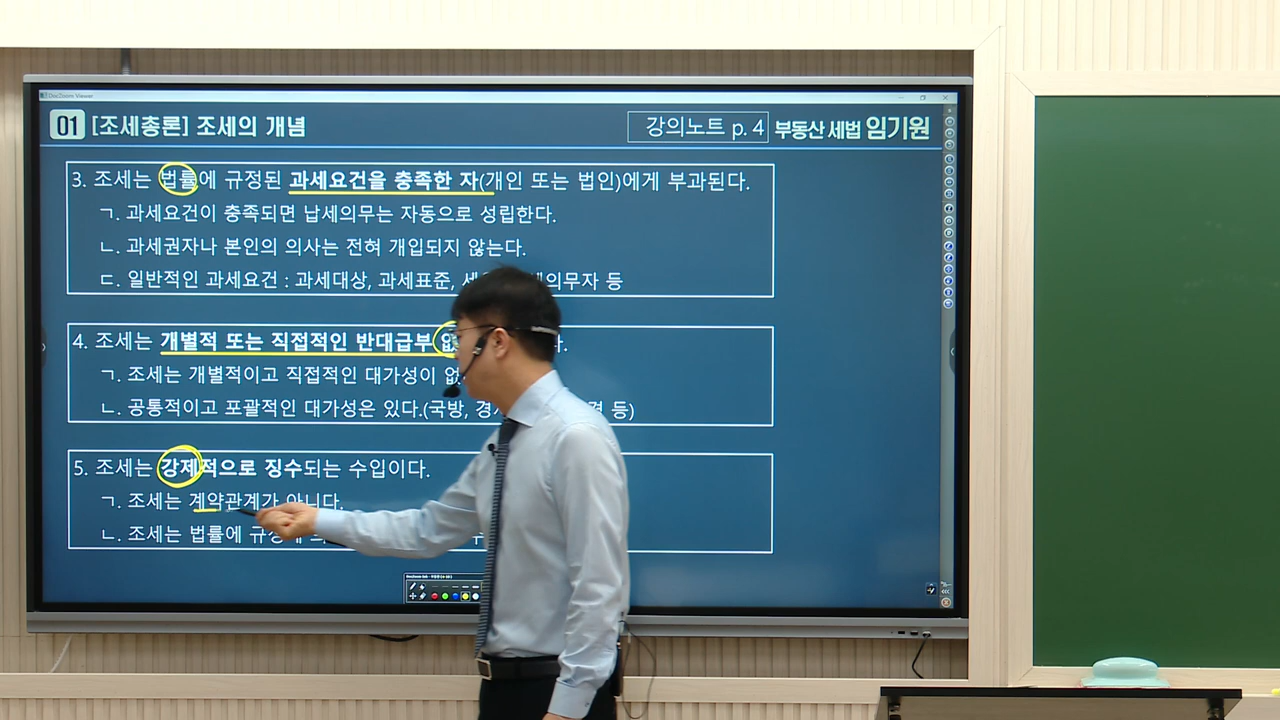 DocZoom Viewer
01 [조세총론] 조세의 개념
강의노트 p. 4 부동산 세법 임기원
3. 조세는 법률에 규정된 과세요건을 충족한 자(개인 또는 법인)에게 부과된다.
ㄱ. 과세요건이 충족되면 납세의무는 자동으로 성립한다.
ㄴ. 과세권자나 본인의 의사는 전혀 개입되지 않는다.
ㄷ. 일반적인 과세요건 : 과세대상, 과세표준, 세 의무자 등
4. 조세는 개별적 또는 직접적인 반대급부 없 .
ㄱ. 조세는 개별적이고 직접적인 대가성이 없
ㄴ. 공통적이고 포괄적인 대가성은 있다.(국방, 경 등)
5. 조세는 강제적으로 징수되는 수입이다.
ㄱ. 조세는 계약관계가 아니다.
ㄴ. 조세는 법률에